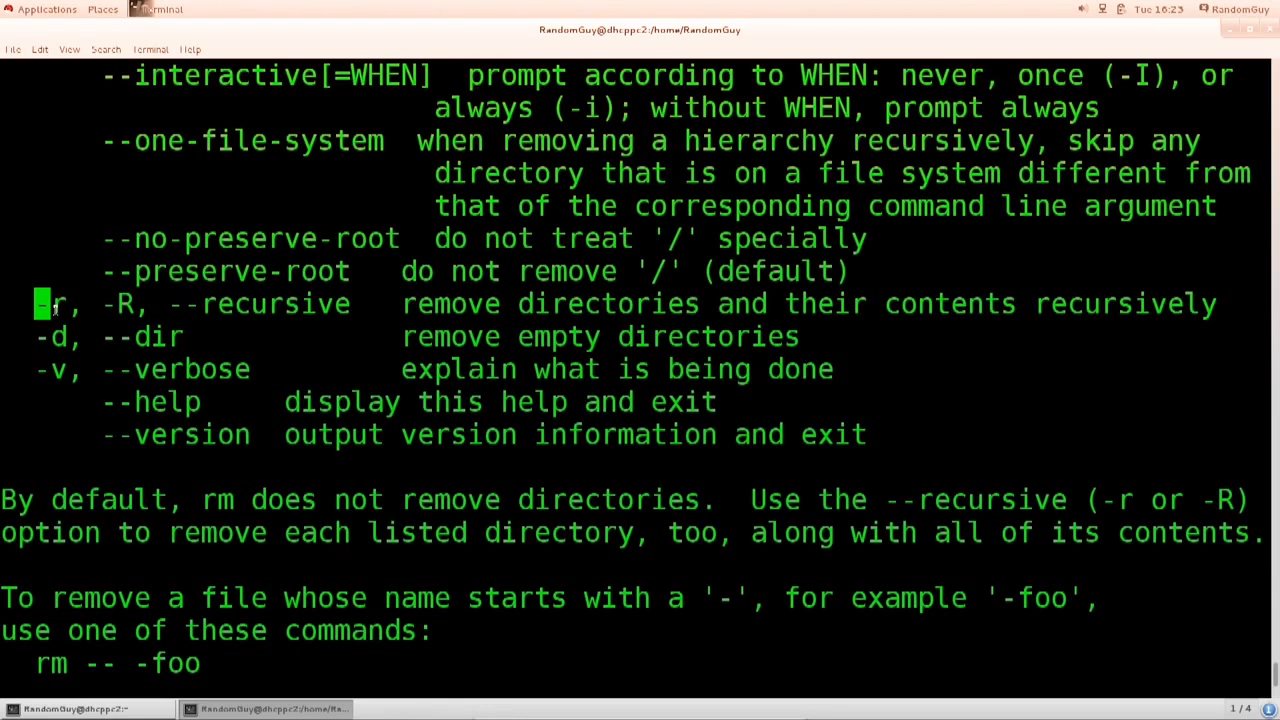 Applications Places Terminal Tue 16:23 RandomGuy
RandomGuy@dhcppc2:/home/RandomGuy
File Edit View Search Terminal Help
--interactive[=WHEN] prompt according to WHEN: never, once (-I), or
always (-i); without WHEN, prompt always
--one-file-system when removing a hierarchy recursively, skip any
directory that is on a file system different from
that of the corresponding command line argument
--no-preserve-root do not treat '/' specially
--preserve-root do not remove '/' (default)
-r, -R, --recursive remove directories and their contents recursively
-d, --dir remove empty directories
-v, --verbose explain what is being done
--help display this help and exit
--version output version information and exit
By default, rm does not remove directories. Use the --recursive (-r or -R)
option to remove each listed directory, too, along with all of its contents.
To remove a file whose name starts with a '-', for example '-foo',
use one of these commands:
rm -- -foo
RandomGuy@dhcppc2:~ RandomGuy@dhcppc2:/home/Ra... 1 / 4